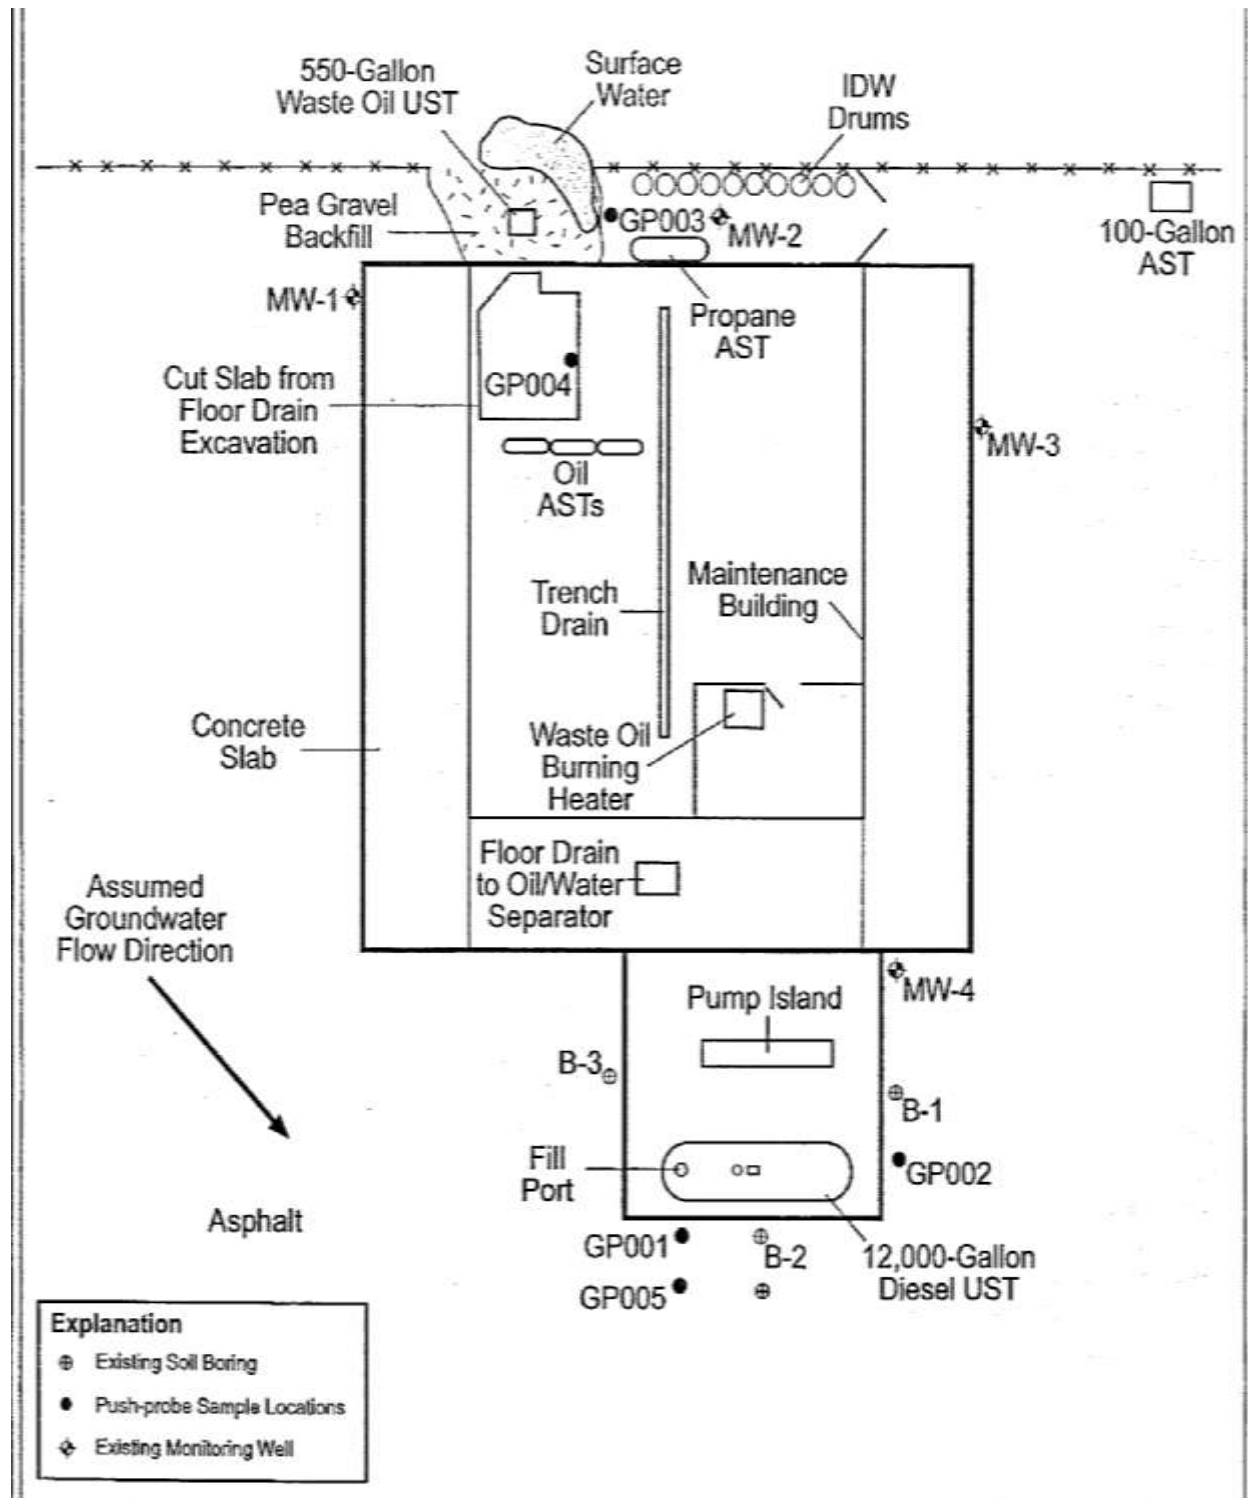 550-Gallon
Waste Oil UST
Surface
Water
IDW
Drums
Pea Gravel
Backfill
GP003
MW-2
100-Gallon
AST
MW-1
Propane
AST
Cut Slab from
Floor Drain
Excavation
GP004
MW-3
Oil
ASTs
Trench
Drain
Maintenance
Building
Concrete
Slab
Waste Oil
Burning
Heater
Floor Drain
to Oil/Water
Separator
Assumed
Groundwater
Flow Direction
MW-4
Pump Island
B-3
B-1
Fill
Port
GP002
Asphalt
GP001
B-2
12,000-Gallon
Diesel UST
GP005
Explanation
Existing Soil Boring
Push-probe Sample Locations
Existing Monitoring Well